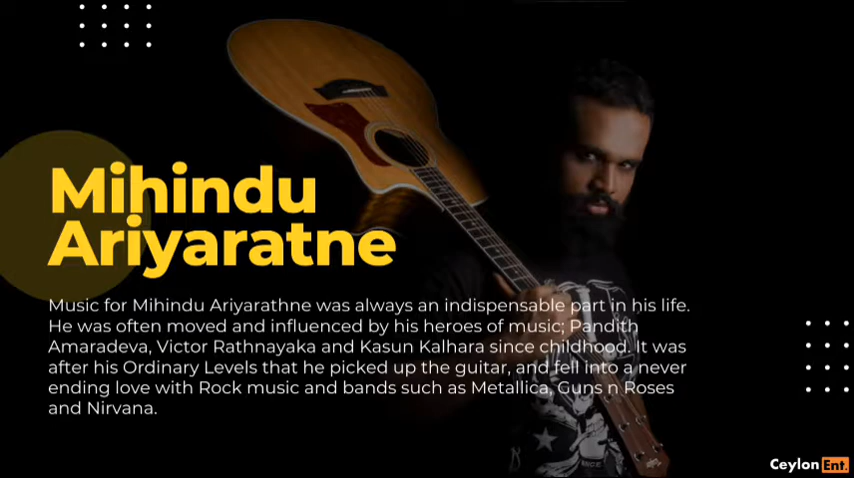 Mihindu
Ariyaratne
Music for Mihindu Ariyarathne was always an indispensable part in his life.
He was often moved and influenced by his heroes of music; Pandith
Amaradeva, Victor Rathnayaka and Kasun Kalhara since childhood. It was
after his Ordinary Levels that he picked up the guitar, and fell into a never
ending love with Rock music and bands such as Metallica, Guns n Roses
and Nirvana.
Ceylon Ent.